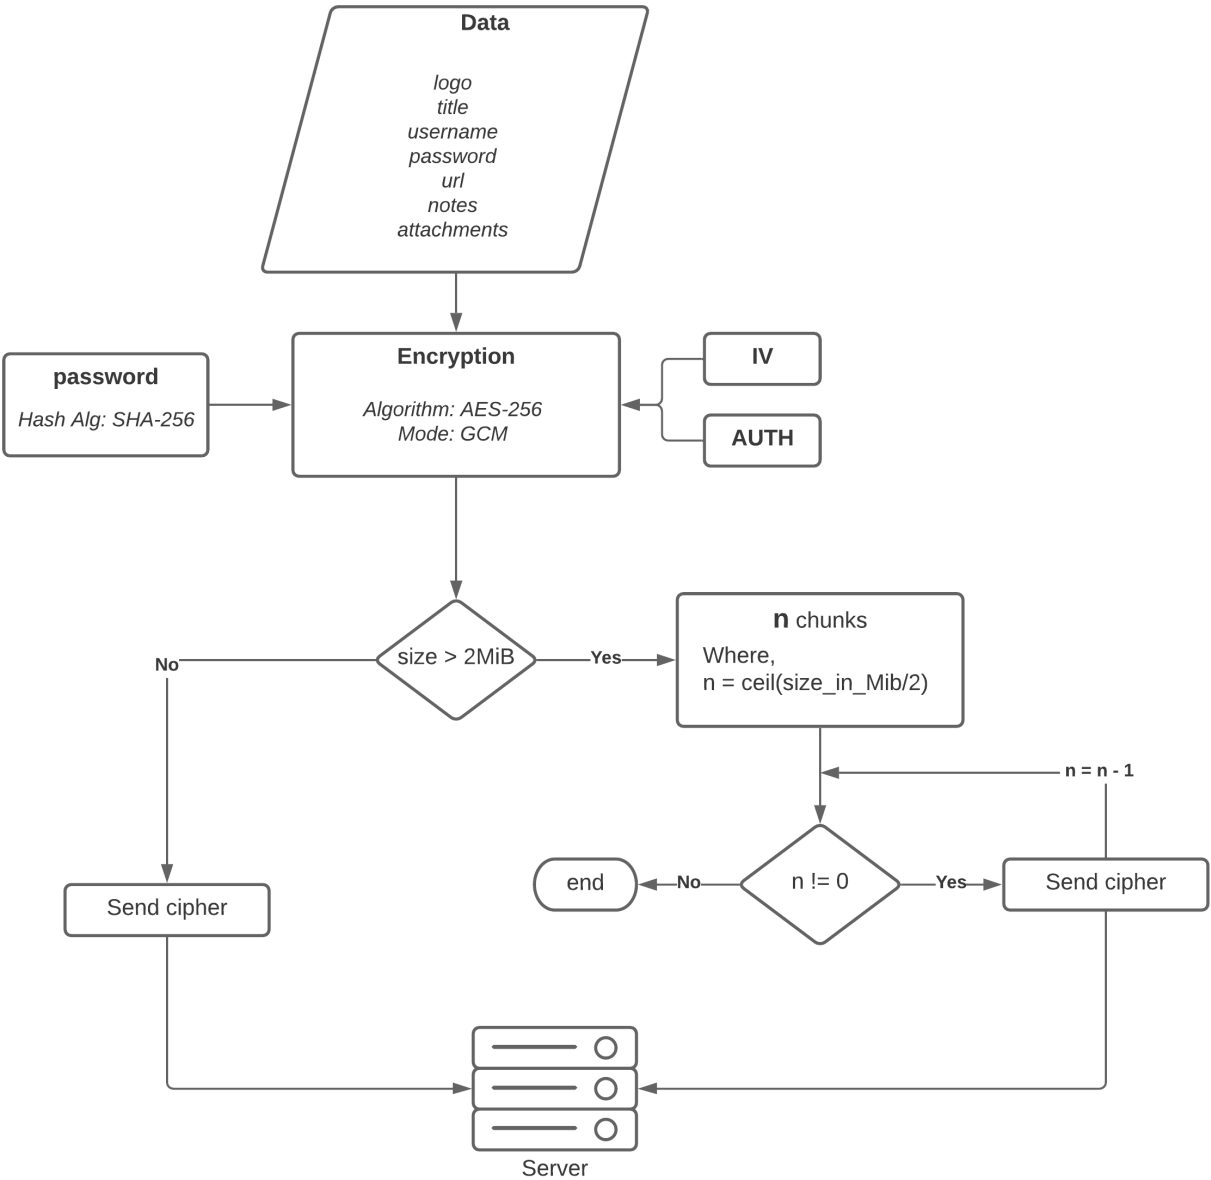 Data
logo
title
username
password
url
notes
attachments
password
Hash Alg: SHA-256
Encryption
Algorithm: AES-256
Mode: GCM
IV
AUTH
size > 2MiB
No
Yes
n chunks
Where,
n = ceil(size_in_Mib/2)
n = n - 1
n != 0
No
end
Yes
Send cipher
Send cipher
Server